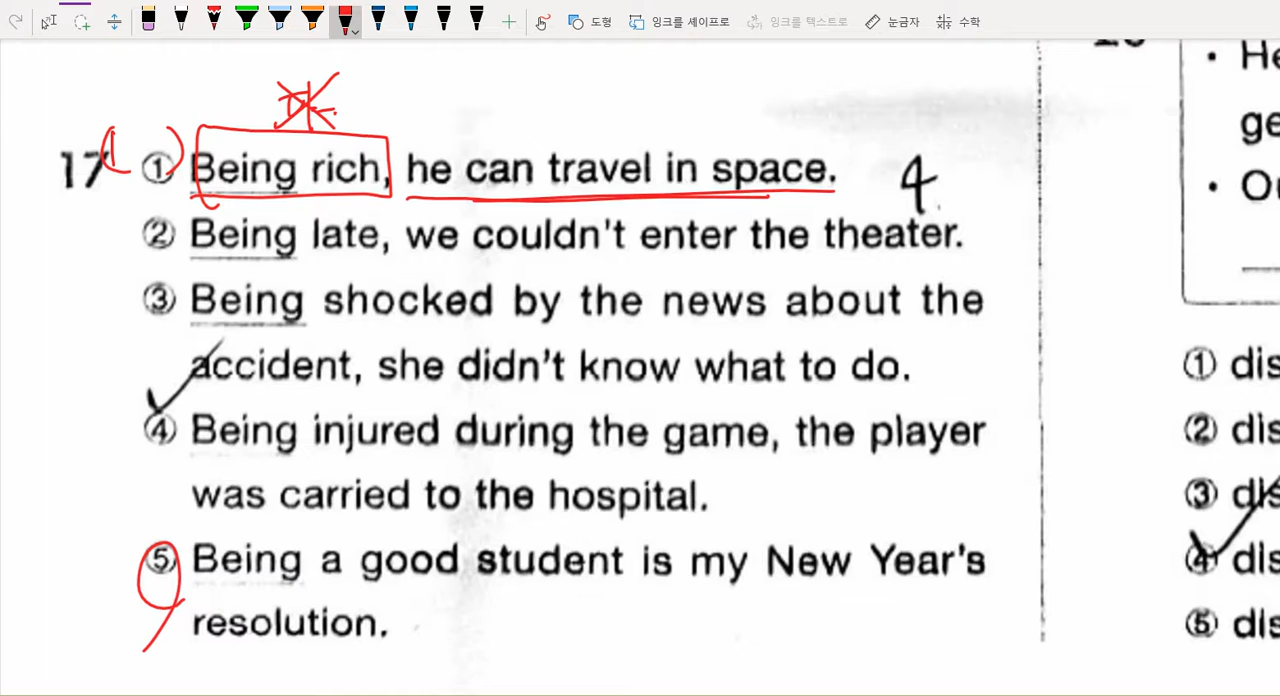 도형 잉크를 셰이프로 잉크를 텍스트로 눈금자 수학
17 ① Being rich, he can travel in space. 4
② Being late, we couldn't enter the theater.
③ Being shocked by the news about the
accident, she didn't know what to do.
④ Being injured during the game, the player
was carried to the hospital.
⑤ Being a good student is my New Year's
resolution.
• He
ge
• Or
① dis
② dis
③ dis
④ dis
⑤ dis